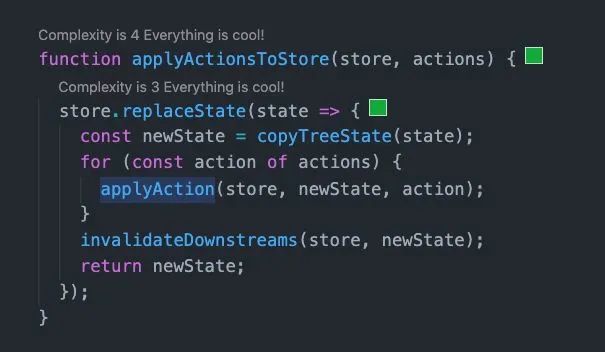 Complexity is 4 Everything is cool!
function applyActionsToStore(store, actions) {
Complexity is 3 Everything is cool!
store.replaceState(state => {
const newState = copyTreeState(state);
for (const action of actions) {
applyAction(store, newState, action);
}
invalidateDownstreams(store, newState);
return newState;
});
}